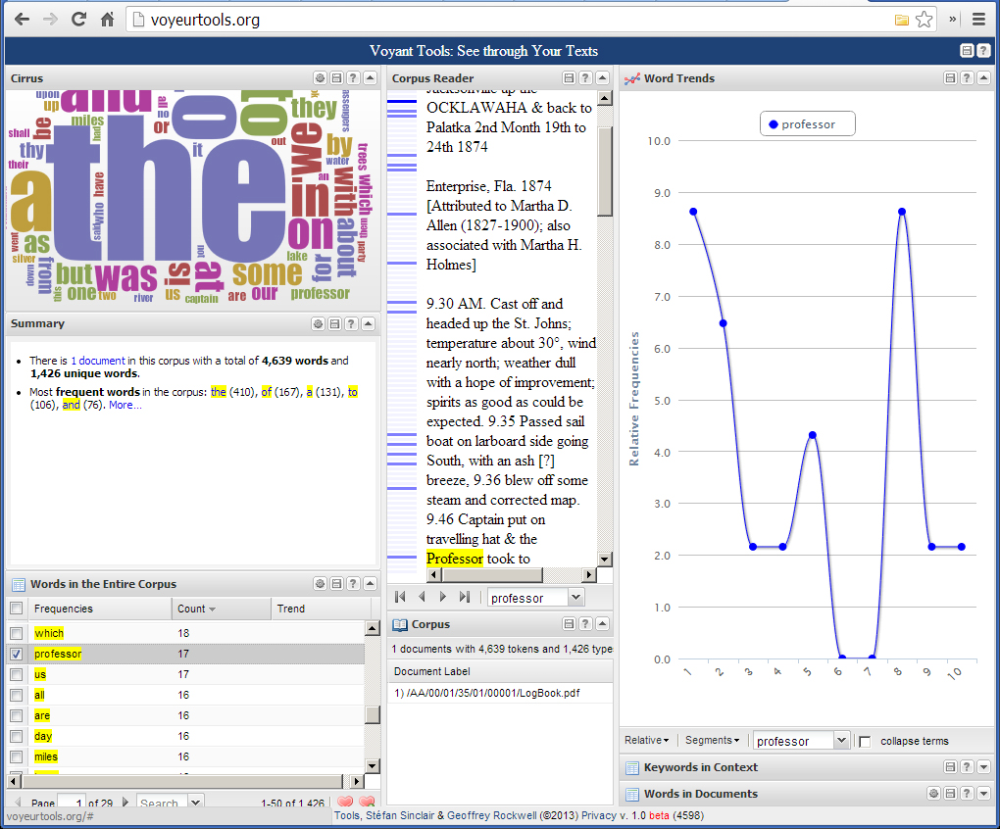 voyeurtools.org
»
Voyant Tools: See through Your Texts
?
Cirrus
?
upon
up
and
all
no
or
to
o
they
passengers
out
shall
be
miles
had
the
it
ew
by
water
trees
thy
their
a
said
who
have
an
in
with
which
men
went
as
on
about
party
silver
down
from
this
but
was
is!
not
at
lake
some
for
one
two
river
us
captain
are
our
professor
Summary
?
• There is 1 document in this corpus with a total of 4,639 words and
1,426 unique words.
• Most frequent words in the corpus: the (410), of (167), a (131), to
(106), and (76). More...
Words in the Entire Corpus
?
Frequencies Count Trend
which 18
professor 17
us 17
all 16
are 16
day 16
miles 16
Page 1 of 29 Search 1-50 of 1,426
voyeurtools.org/#
Corpus Reader
?
Jacksonville up the
OCKLAWAHA & back to
Palatka 2nd Month 19th to
24th 1874
Enterprise, Fla. 1874
[Attributed to Martha D.
Allen (1827-1900); also
associated with Martha H.
Holmes]
9.30 AM. Cast off and
headed up the St. Johns;
temperature about 30°, wind
nearly north; weather dull
with a hope of improvement;
spirits as good as could be
expected. 9.35 Passed sail
boat on larboard side going
South, with an ash [?]
breeze, 9.36 blew off some
steam and corrected map.
9.46 Captain put on
travelling hat & the
Professor took to
professor
Corpus
?
1 documents with 4,639 tokens and 1,426 type
Document Label
1) /AA/00/01/35/01/00001/LogBook.pdf
Word Trends
?
professor
10.0
9.0
8.0
7.0
6.0
5.0
4.0
3.0
2.0
1.0
0.0
Relative Frequencies
1 2 3 4 5 6 7 8 9 10
Relative Segments professor collapse terms
Keywords in Context
?
Words in Documents
?
Tools, Stéfan Sinclair & Geoffrey Rockwell (©2013) Privacy v. 1.0 beta (4598)